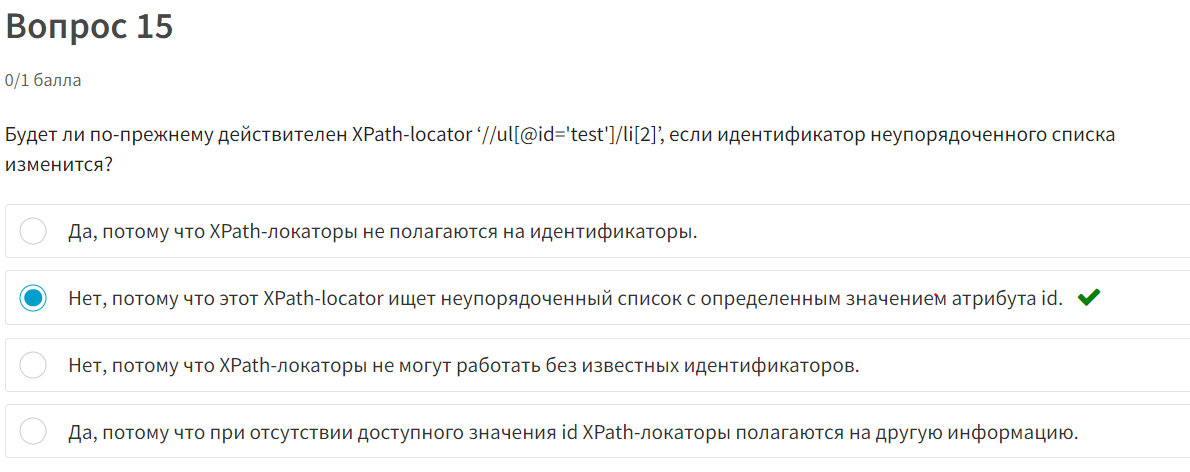 Вопрос 15
0/1 балла
Будет ли по-прежнему действителен XPath-locator ‘//ul[@id='test']/li[2]’, если идентификатор неупорядоченного списка
изменится?
Да, потому что XPath-локаторы не полагаются на идентификаторы.
Нет, потому что этот XPath-locator ищет неупорядоченный список с определенным значением атрибута id.
Нет, потому что XPath-локаторы не могут работать без известных идентификаторов.
Да, потому что при отсутствии доступного значения id XPath-локаторы полагаются на другую информацию.